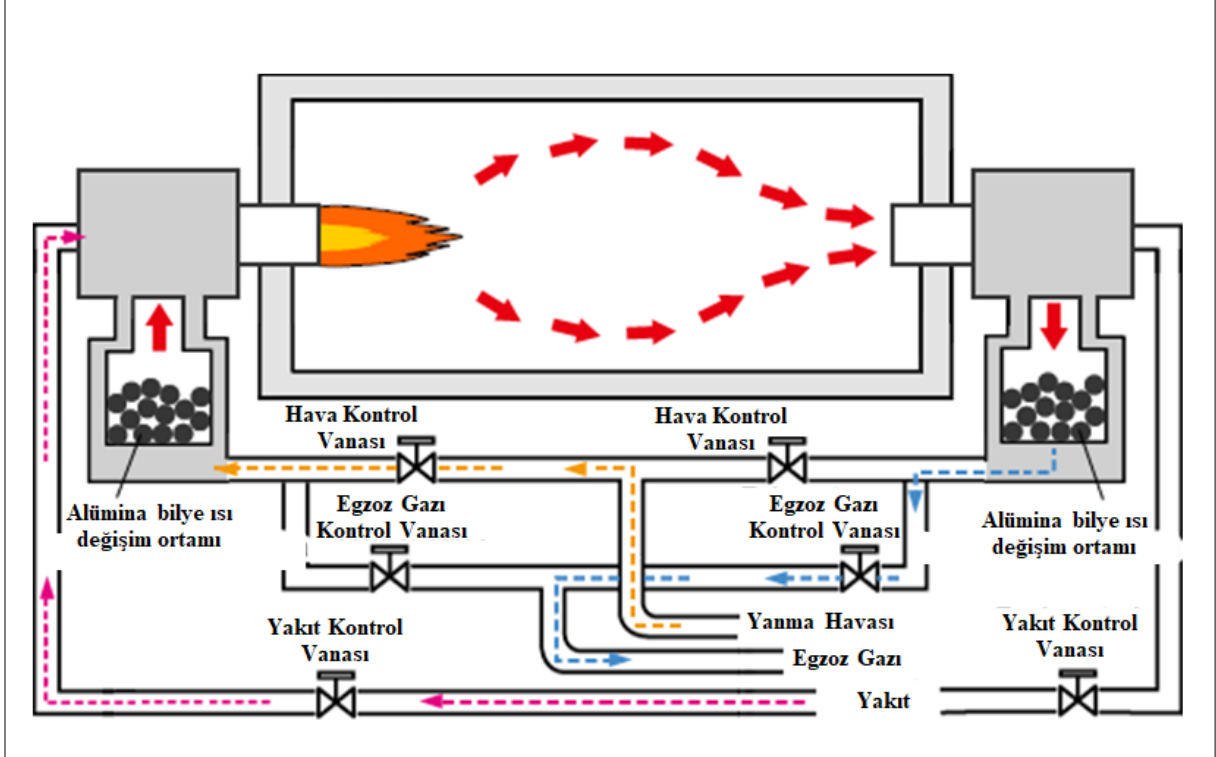 Hava Kontrol
Vanası
Hava Kontrol
Vanası
Egzoz Gazı
Kontrol Vanası
Egzoz Gazı
Kontrol Vanası
Alümina bilye ısı
değişim ortamı
Alümina bilye ısı
değişim ortamı
Yanma Havası
Yakıt Kontrol
Vanası
Yakıt Kontrol
Vanası
Egzoz Gazı
Yakıt